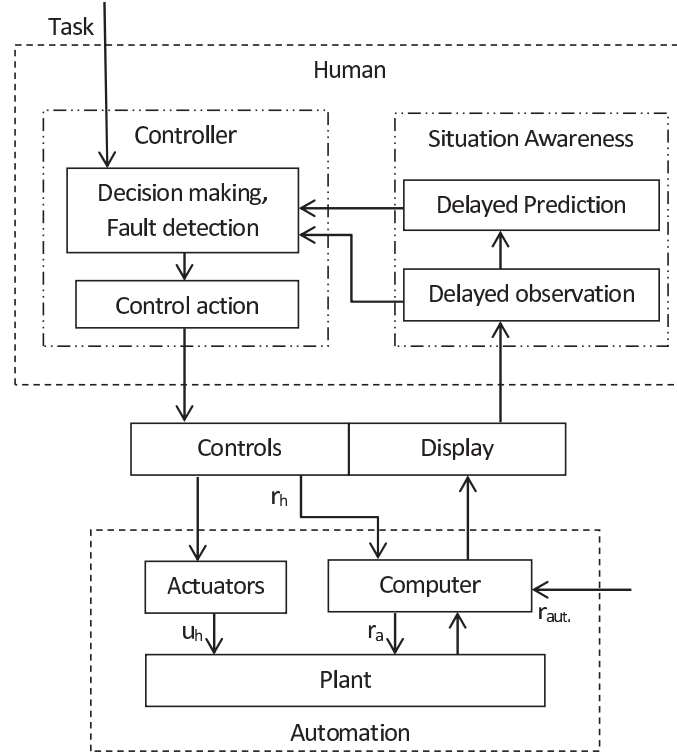 Task
Human
Controller
Situation Awareness
Decision making,
Fault detection
Delayed Prediction
Control action
Delayed observation
Controls
Display
rh
Actuators
Computer
raut.
uh
ra
Plant
Automation